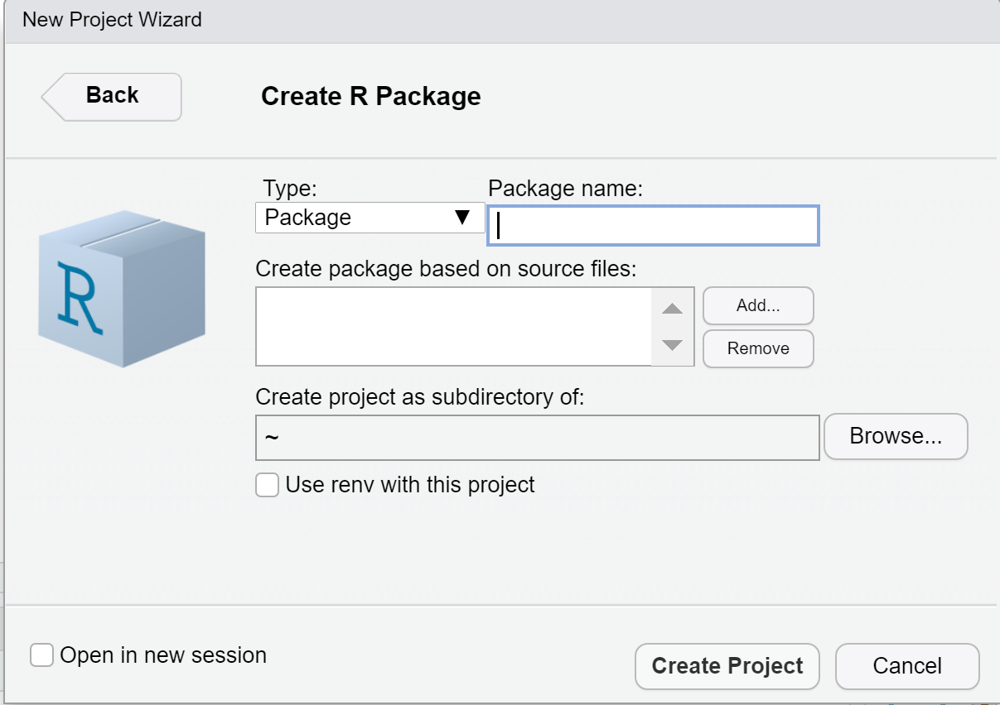 New Project Wizard
Back
Create R Package
Type:
Package name:
Package ▼
R
Create package based on source files:
Add...
Remove
Create project as subdirectory of:
~
Browse...
Use renv with this project
Open in new session
Create Project
Cancel